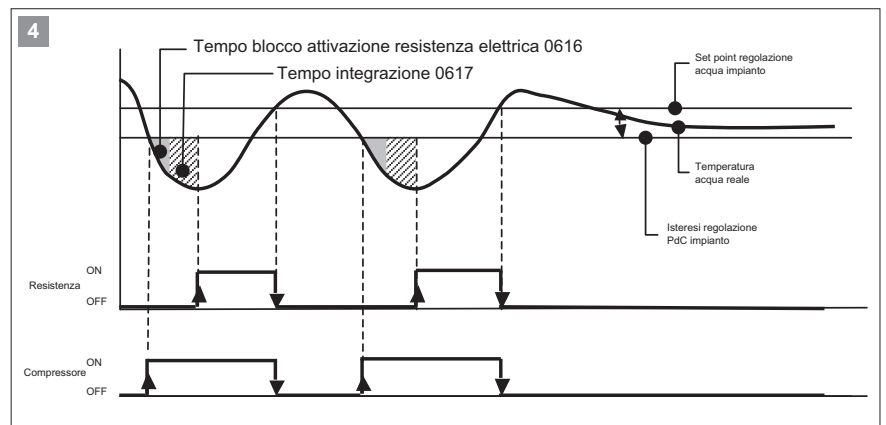 4
Tempo blocco attivazione resistenza elettrica 0616
Tempo integrazione 0617
Set point regolazione
acqua impianto
Temperatura
acqua reale
Isteresi regolazione
PdC impianto
ON
Resistenza
OFF
ON
Compressore
OFF